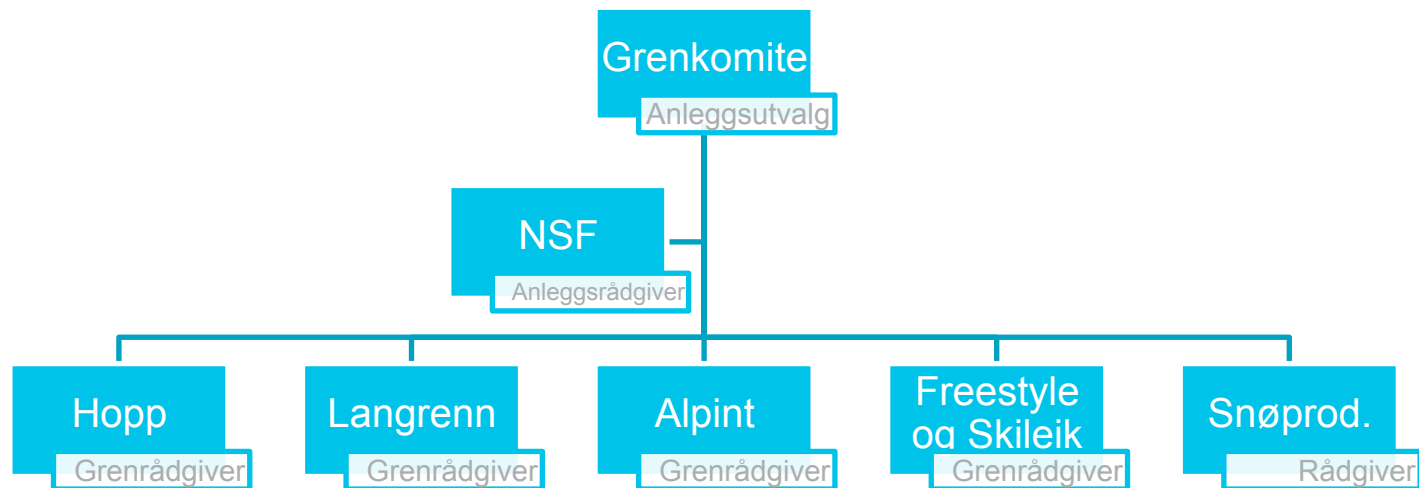 Grenkomite
Anleggsutvalg
NSF
Anleggsrådgiver
Hopp
Grenrådgiver
Langrenn
Grenrådgiver
Alpint
Grenrådgiver
Freestyle
og Skileik
Grenrådgiver
Snøprod.
Rådgiver